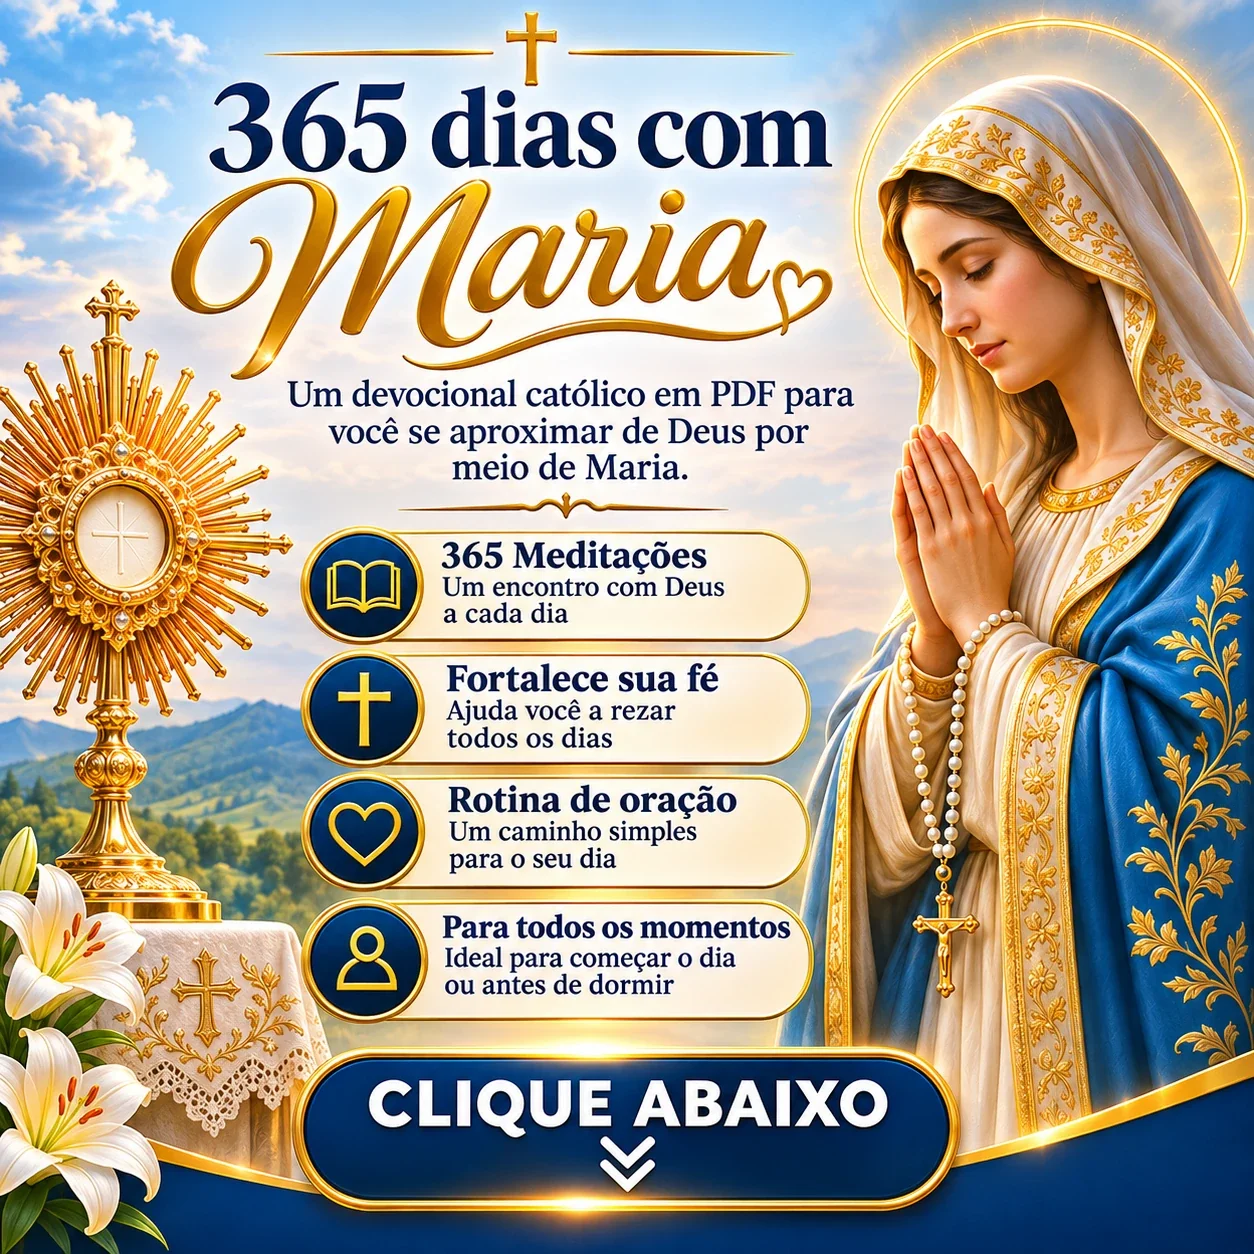 365 dias com
Maria
Um devocional católico em PDF para
você se aproximar de Deus por
meio de Maria.
365 Meditações
Um encontro com Deus
a cada dia
Fortalece sua fé
Ajuda você a rezar
todos os dias
Rotina de oração
Um caminho simples
para o seu dia
Para todos os momentos
Ideal para começar o dia
ou antes de dormir
CLIQUE ABAIXO